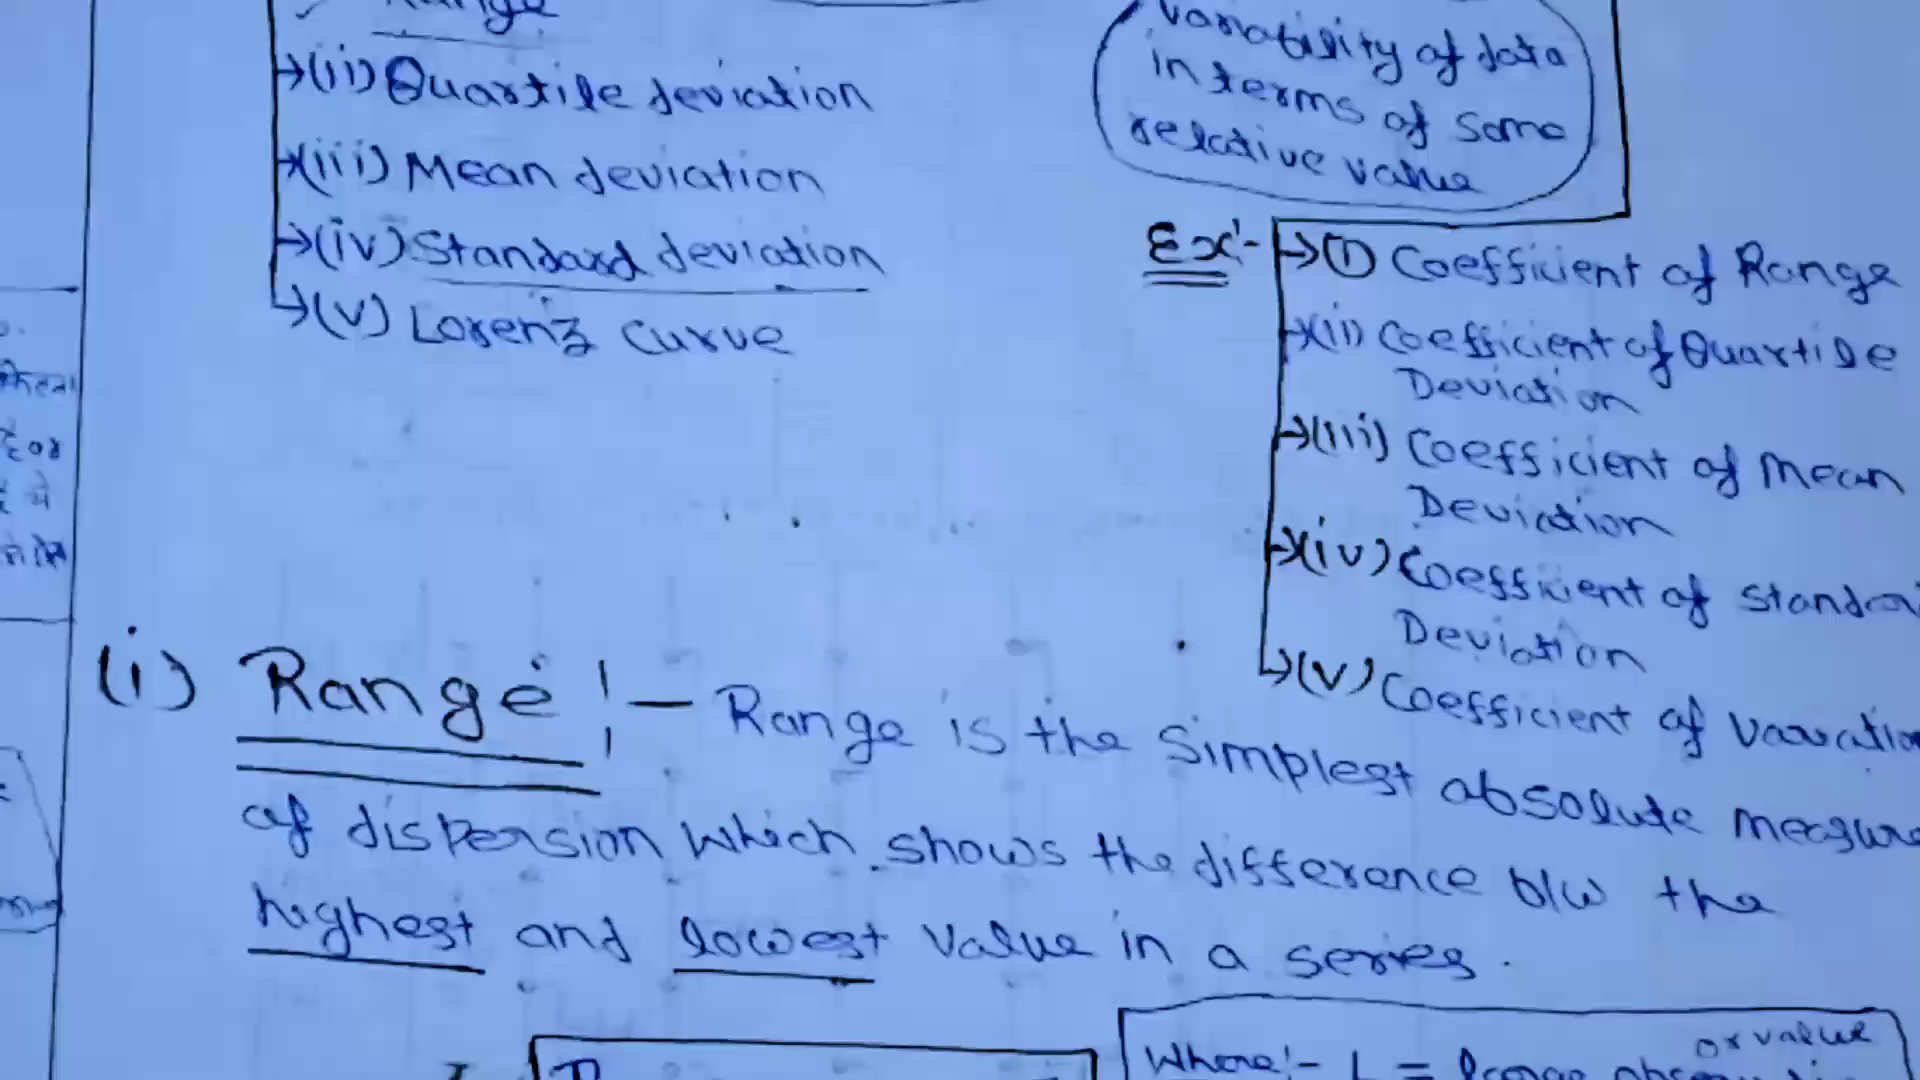 Range
(ii) Quartile deviation
(iii) Mean deviation
(iv) Standard deviation
(v) Lorenz curve
variability of data
in terms of some
relative value
Ex:-
(i) Coefficient of Range
(ii) Coefficient of Quartile
Deviation
(iii) Coefficient of Mean
Deviation
(iv) Coefficient of Standar
Deviation
(v) Coefficient of Variation
(i) Range :- Range is the simplest absolute measure
of dispersion which shows the difference b/w the
highest and lowest value in a series.
or value
Where:- L =